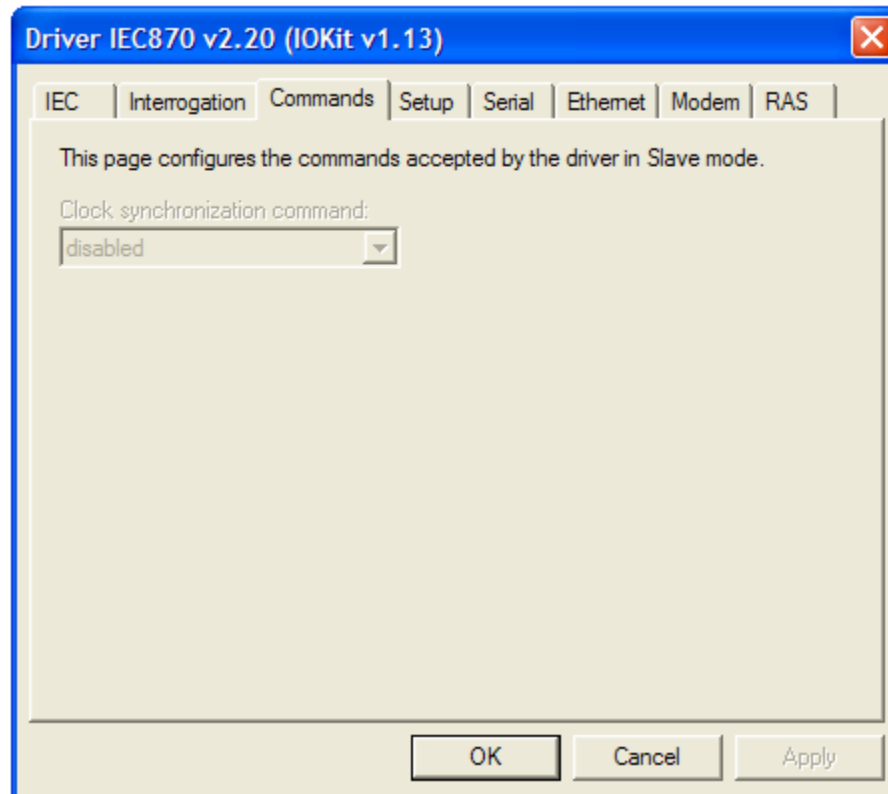 Driver IEC870 v2.20 (IOKit v1.13)
IEC Interrogation Commands Setup Serial Ethernet Modem RAS
This page configures the commands accepted by the driver in Slave mode.
Clock synchronization command:
disabled
OK Cancel Apply